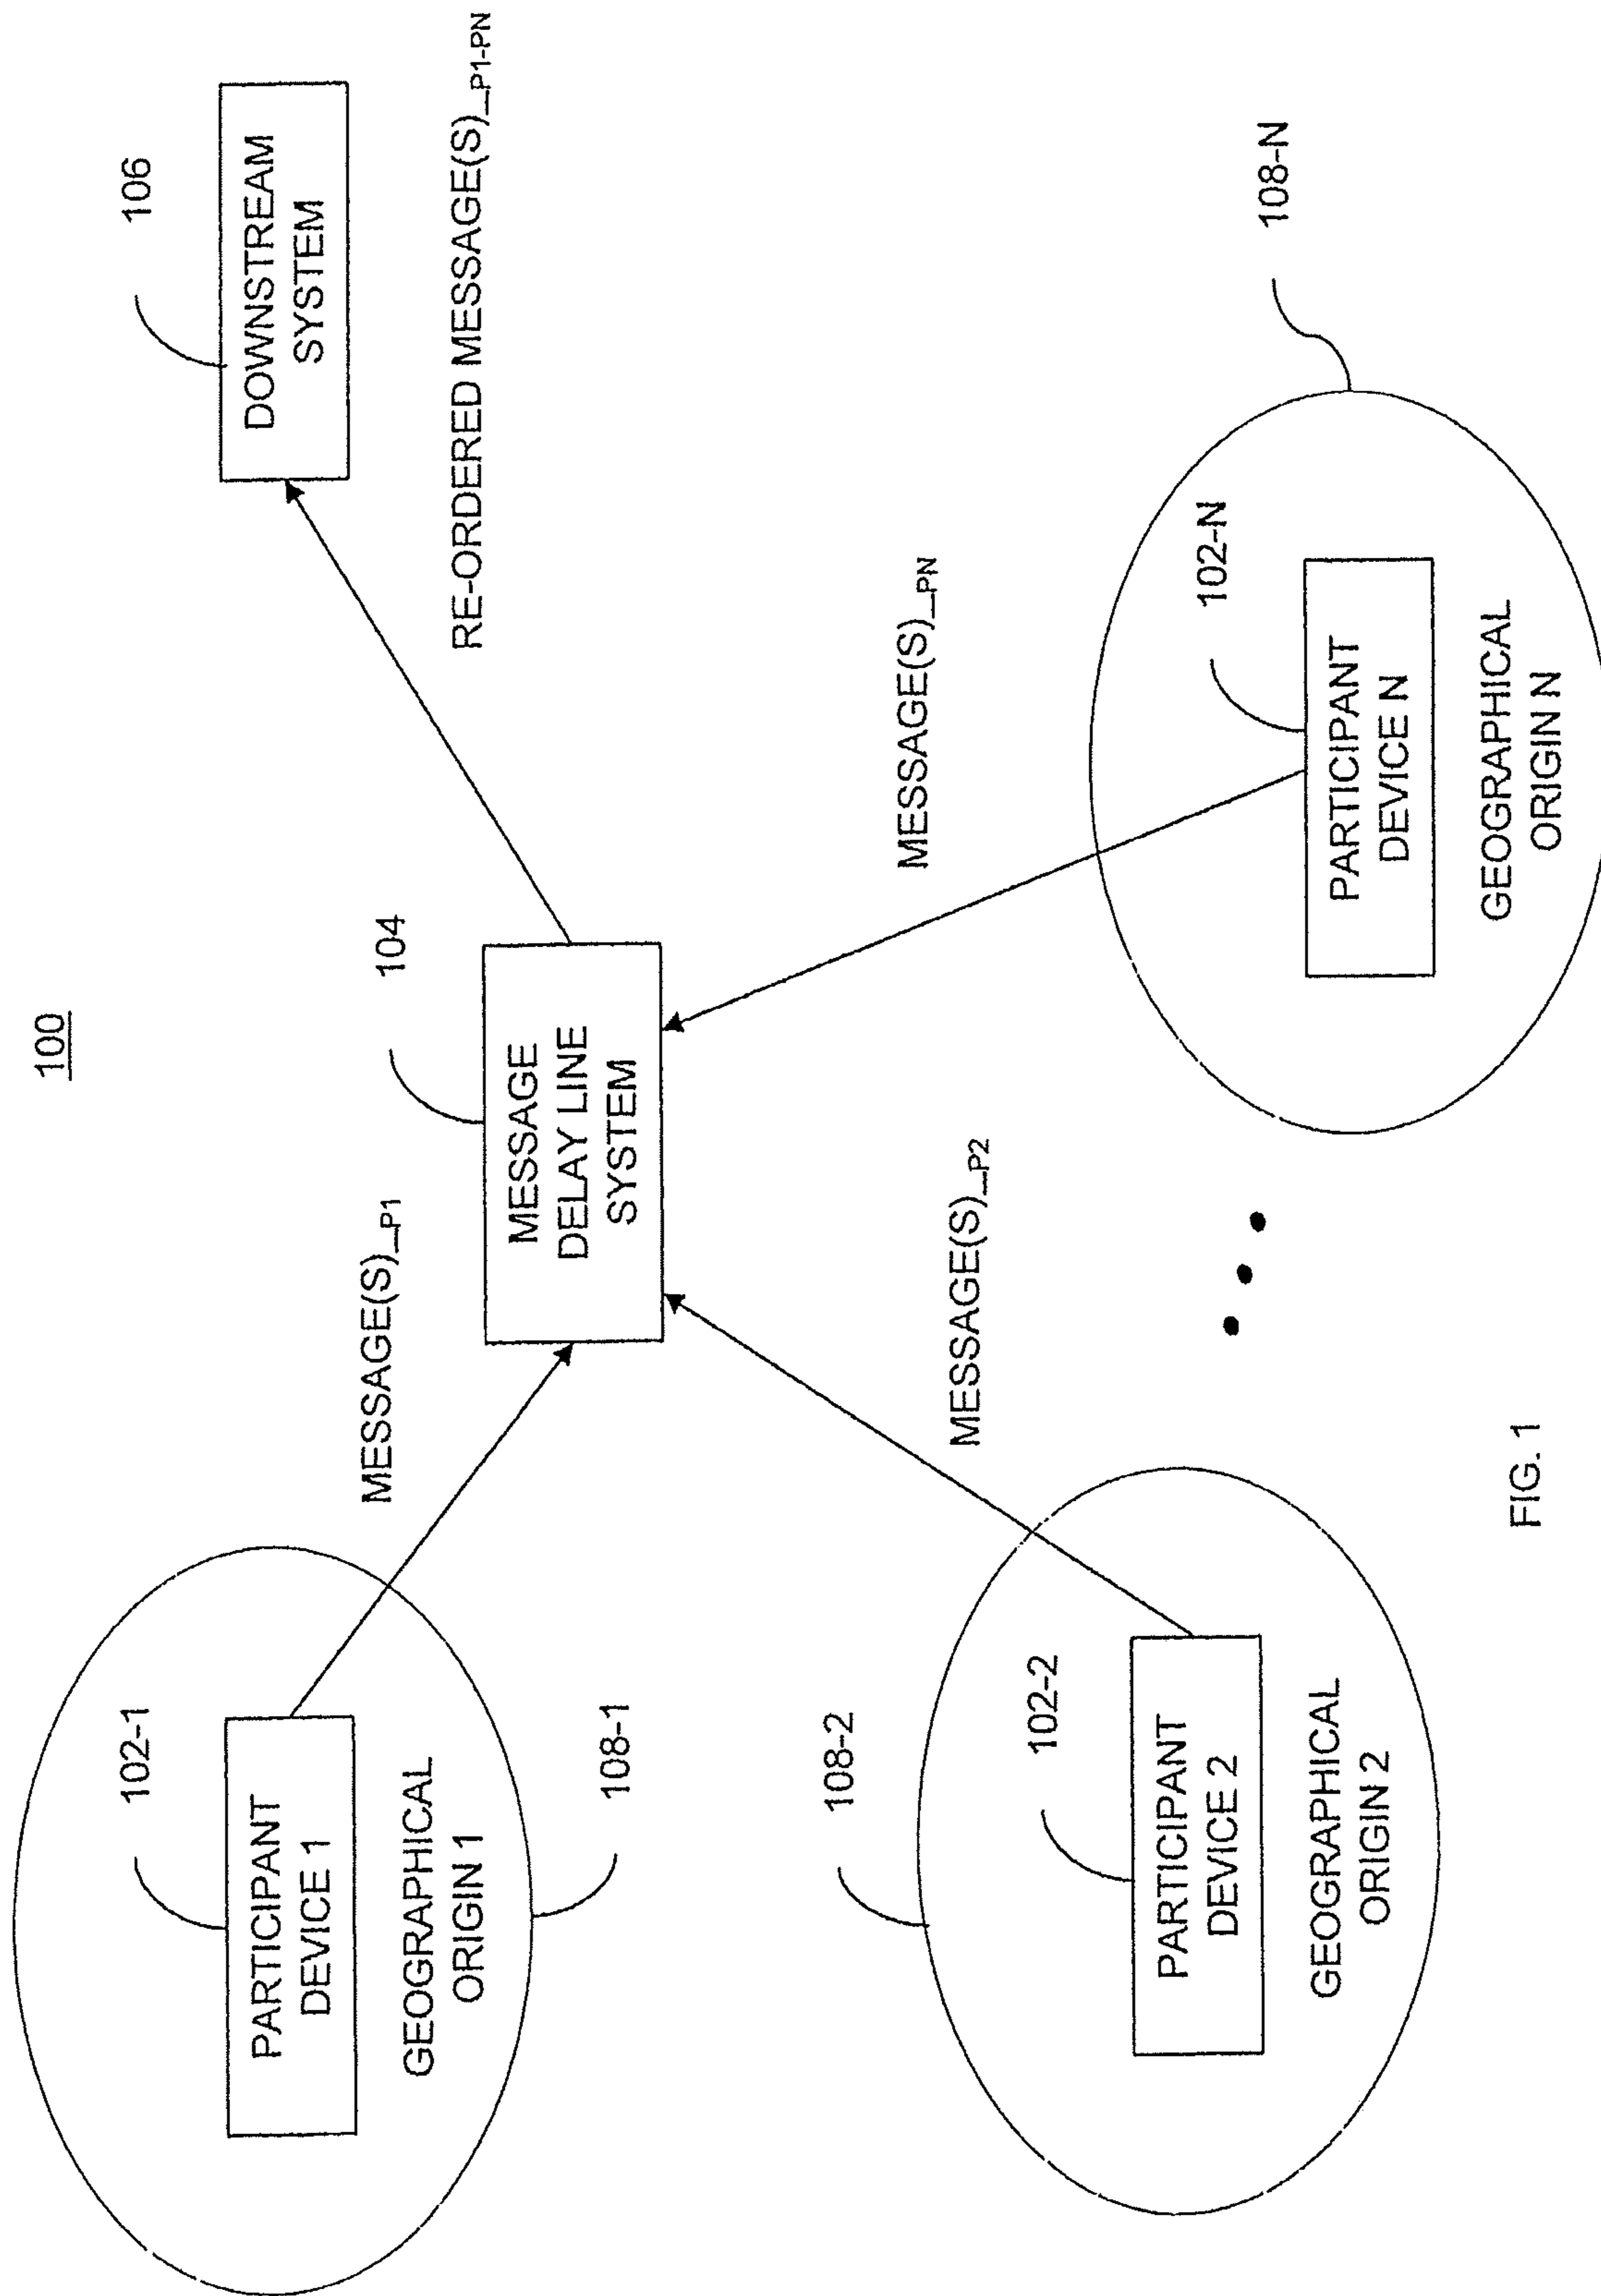 100
102-1
PARTICIPANT
DEVICE 1
GEOGRAPHICAL
ORIGIN 1
108-1
MESSAGE(S)_P1
104
MESSAGE
DELAY LINE
SYSTEM
106
DOWNSTREAM
SYSTEM
RE-ORDERED MESSAGE(S)_P1-PN
108-2
102-2
PARTICIPANT
DEVICE 2
GEOGRAPHICAL
ORIGIN 2
MESSAGE(S)_P2
MESSAGE(S)_PN
108-N
102-N
PARTICIPANT
DEVICE N
GEOGRAPHICAL
ORIGIN N
FIG. 1